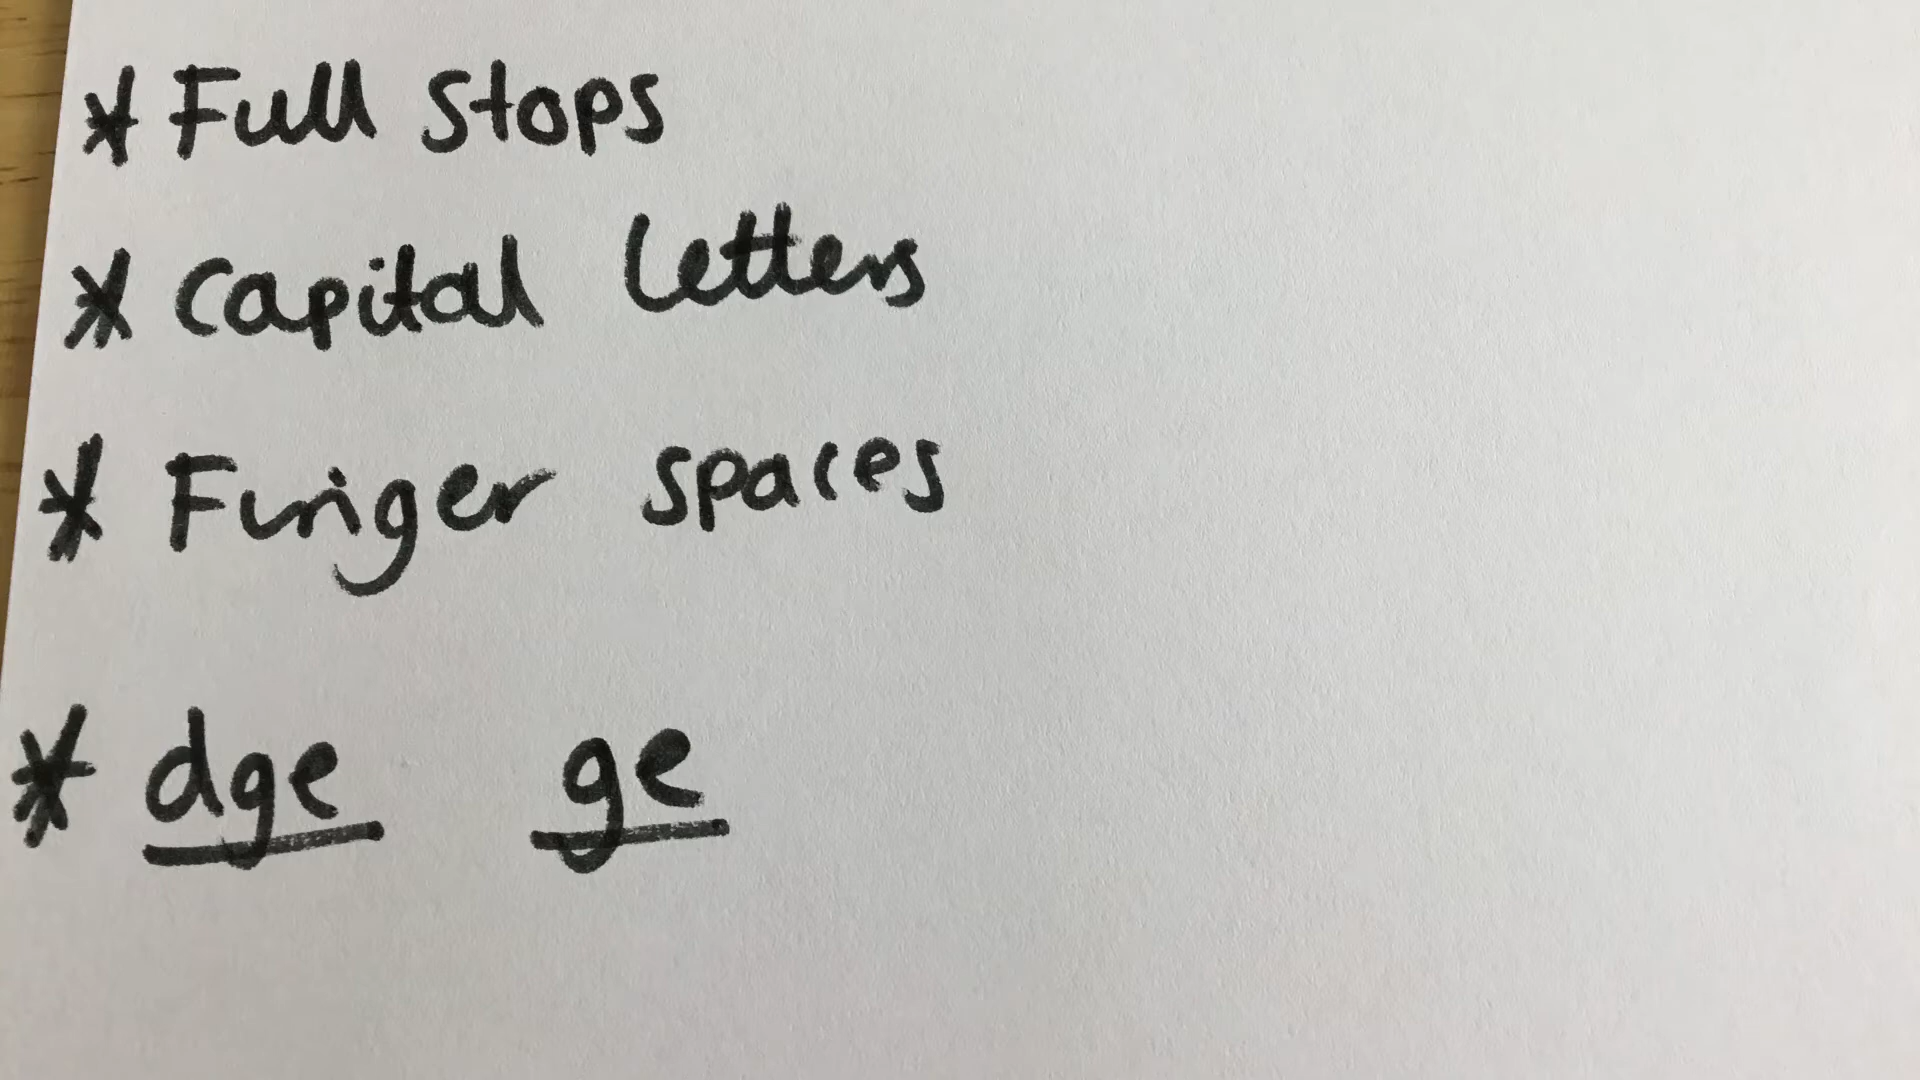 * Full stops
* Capital letters
* Finger spaces
* dge ge